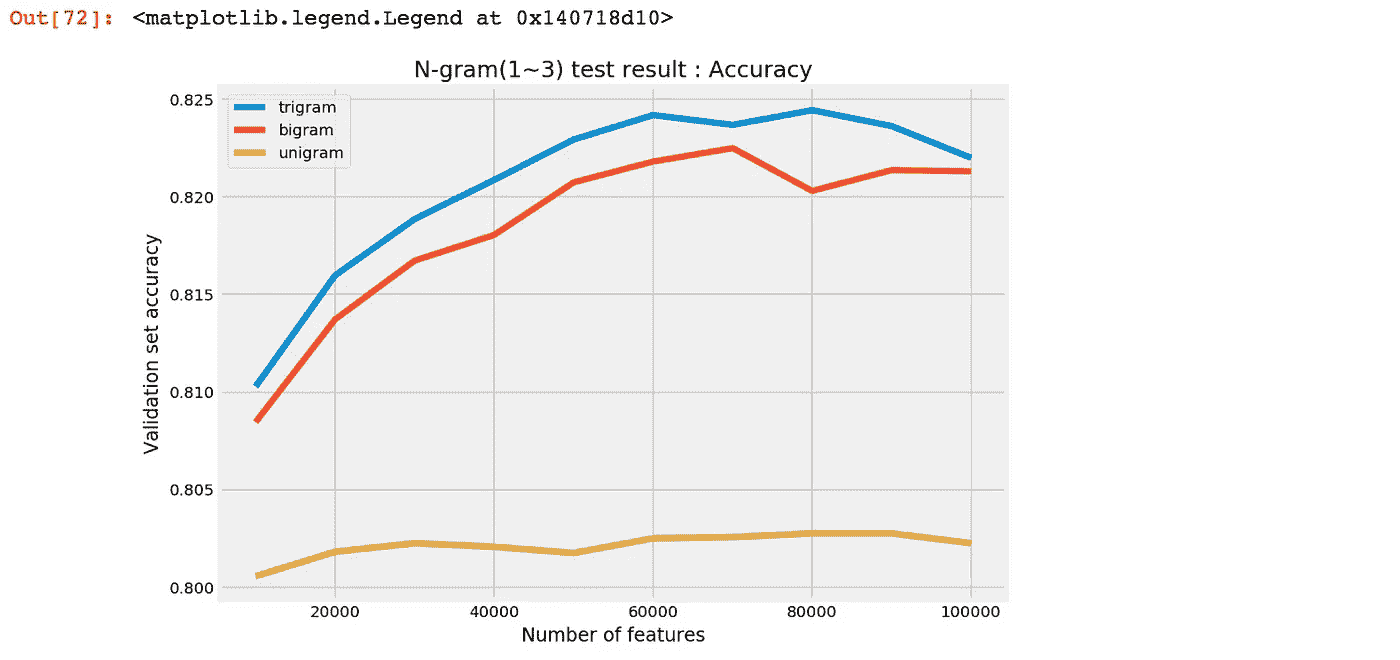 Out[72]: <matplotlib.legend.Legend at 0x140718d10>
N-gram(1~3) test result : Accuracy
trigram
bigram
unigram
0.825
0.820
0.815
0.810
0.805
0.800
Validation set accuracy
20000 40000 60000 80000 100000
Number of features